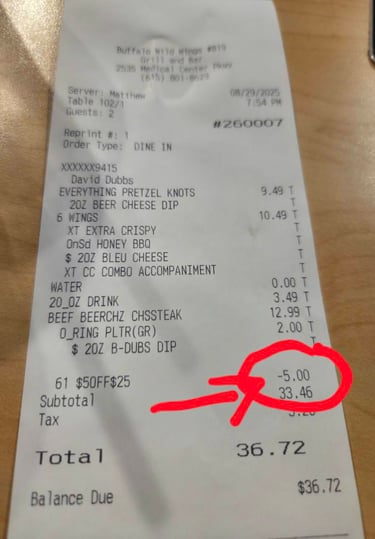 Buffalo Wild Wings #819
Grill and Bar
2535 Medical Center Pkwy
(615) 801-8629
Server: Matthew 08/29/2025
Table 102/1 7:54 PM
Guests: 2
#260007
Reprint #: 1
Order Type: DINE IN
XXXXXX9415
David Dubbs
EVERYTHING PRETZEL KNOTS 9.49 T
2OZ BEER CHEESE DIP T
6 WINGS 10.49 T
XT EXTRA CRISPY T
OnSd HONEY BBQ T
$ 2OZ BLEU CHEESE T
XT CC COMBO ACCOMPANIMENT T
WATER 0.00 T
20_OZ DRINK 3.49 T
BEEF BEERCHZ CHSSTEAK 12.99 T
O_RING PLTR(GR) 2.00 T
$ 2OZ B-DUBS DIP T
61 $5OFF$25 -5.00
Subtotal 33.46
Tax
Total 36.72
Balance Due $36.72